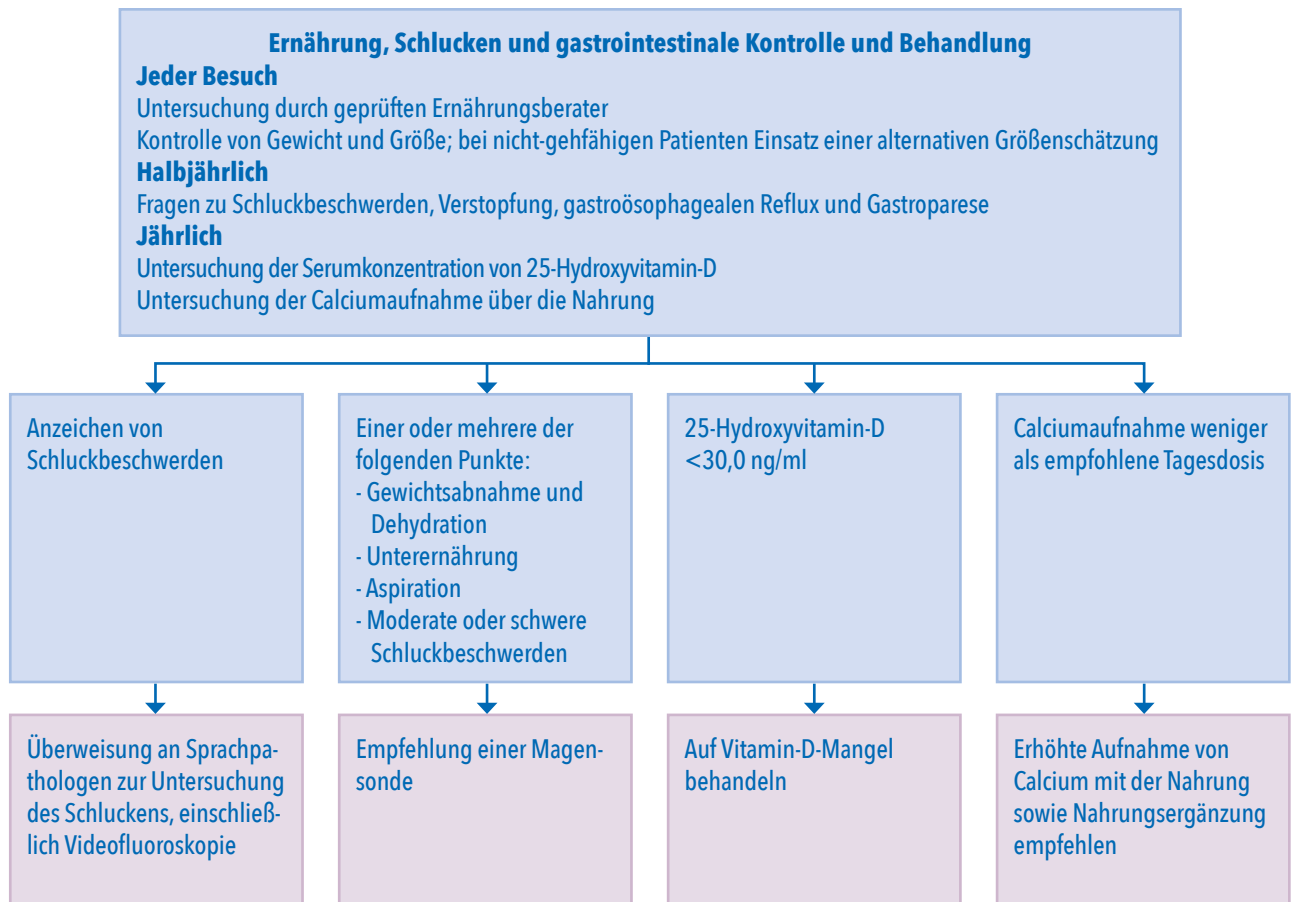 Ernährung, Schlucken und gastrointestinale Kontrolle und Behandlung
Jeder Besuch
Untersuchung durch geprüften Ernährungsberater
Kontrolle von Gewicht und Größe; bei nicht-gehfähigen Patienten Einsatz einer alternativen Größenschätzung
Halbjährlich
Fragen zu Schluckbeschwerden, Verstopfung, gastroösophagealen Reflux und Gastroparese
Jährlich
Untersuchung der Serumkonzentration von 25-Hydroxyvitamin-D
Untersuchung der Calciumaufnahme über die Nahrung
Anzeichen von
Schluckbeschwerden
Einer oder mehrere der
folgenden Punkte:
- Gewichtsabnahme und
Dehydration
- Unterernährung
- Aspiration
- Moderate oder schwere
Schluckbeschwerden
25-Hydroxyvitamin-D
<30,0 ng/ml
Calciumaufnahme weniger
als empfohlene Tagesdosis
Überweisung an Sprachpa-
thologen zur Untersuchung
des Schluckens, einschließ-
lich Videofluoroskopie
Empfehlung einer Magen-
sonde
Auf Vitamin-D-Mangel
behandeln
Erhöhte Aufnahme von
Calcium mit der Nahrung
sowie Nahrungsergänzung
empfehlen